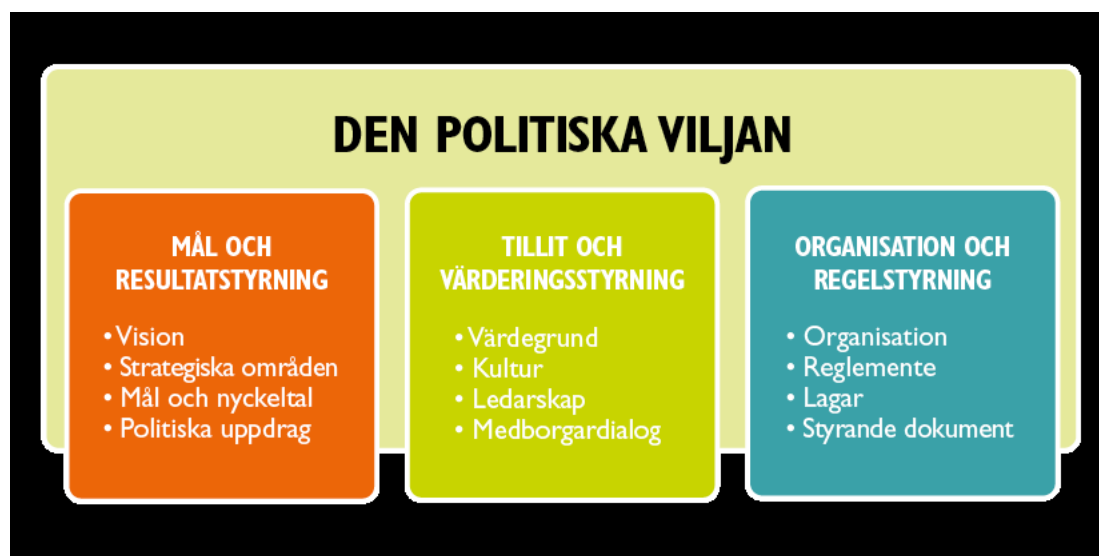 DEN POLITISKA VILJAN
MÅL OCH
RESULTATSTYRNING
• Vision
• Strategiska områden
• Mål och nyckeltal
• Politiska uppdrag
TILLIT OCH
VÄRDERINGSSTYRNING
• Värdegrund
• Kultur
• Ledarskap
• Medborgardialog
ORGANISATION OCH
REGELSTYRNING
• Organisation
• Reglemente
• Lagar
• Styrande dokument